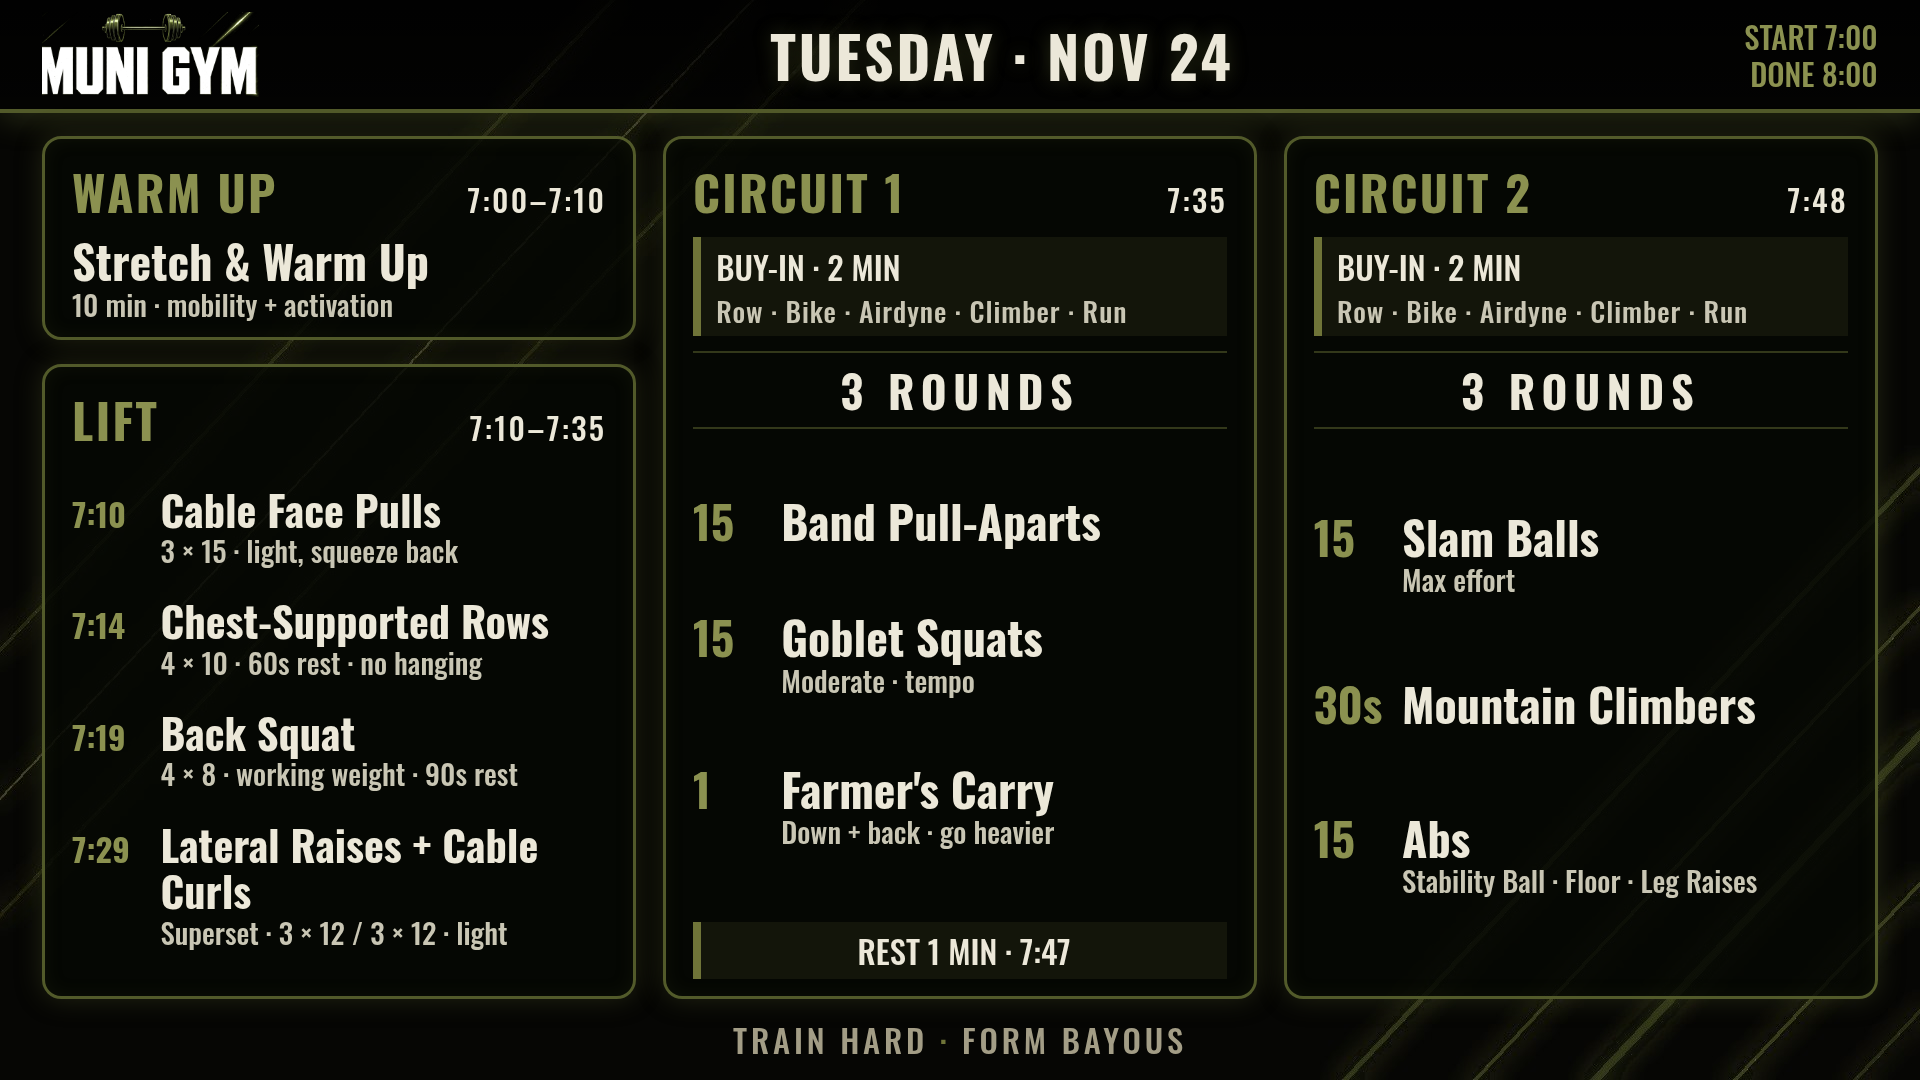 MUNI GYM
TUESDAY · NOV 24
START 7:00
DONE 8:00
WARM UP
7:00–7:10
Stretch & Warm Up
10 min · mobility + activation
LIFT
7:10–7:35
7:10 Cable Face Pulls
3 × 15 · light, squeeze back
7:14 Chest-Supported Rows
4 × 10 · 60s rest · no hanging
7:19 Back Squat
4 × 8 · working weight · 90s rest
7:29 Lateral Raises + Cable
Curls
Superset · 3 × 12 / 3 × 12 · light
CIRCUIT 1
7:35
BUY-IN · 2 MIN
Row · Bike · Airdyne · Climber · Run
3 ROUNDS
15 Band Pull-Aparts
15 Goblet Squats
Moderate · tempo
1 Farmer's Carry
Down + back · go heavier
REST 1 MIN · 7:47
CIRCUIT 2
7:48
BUY-IN · 2 MIN
Row · Bike · Airdyne · Climber · Run
3 ROUNDS
15 Slam Balls
Max effort
30s Mountain Climbers
15 Abs
Stability Ball · Floor · Leg Raises
TRAIN HARD · FORM BAYOUS